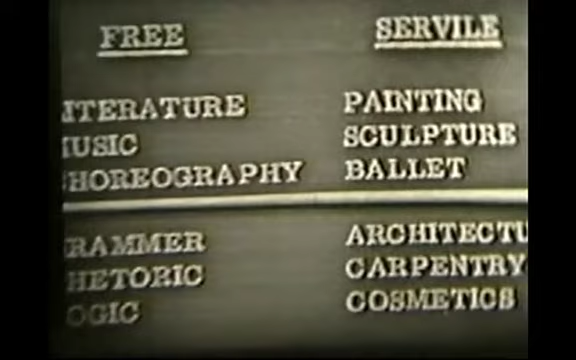 FREE SERVILE
ITERATURE PAINTING
USIC SCULPTURE
HOREOGRAPHY BALLET
RAMMER ARCHITECTU
HETORIC CARPENTRY
OGIC COSMETICS